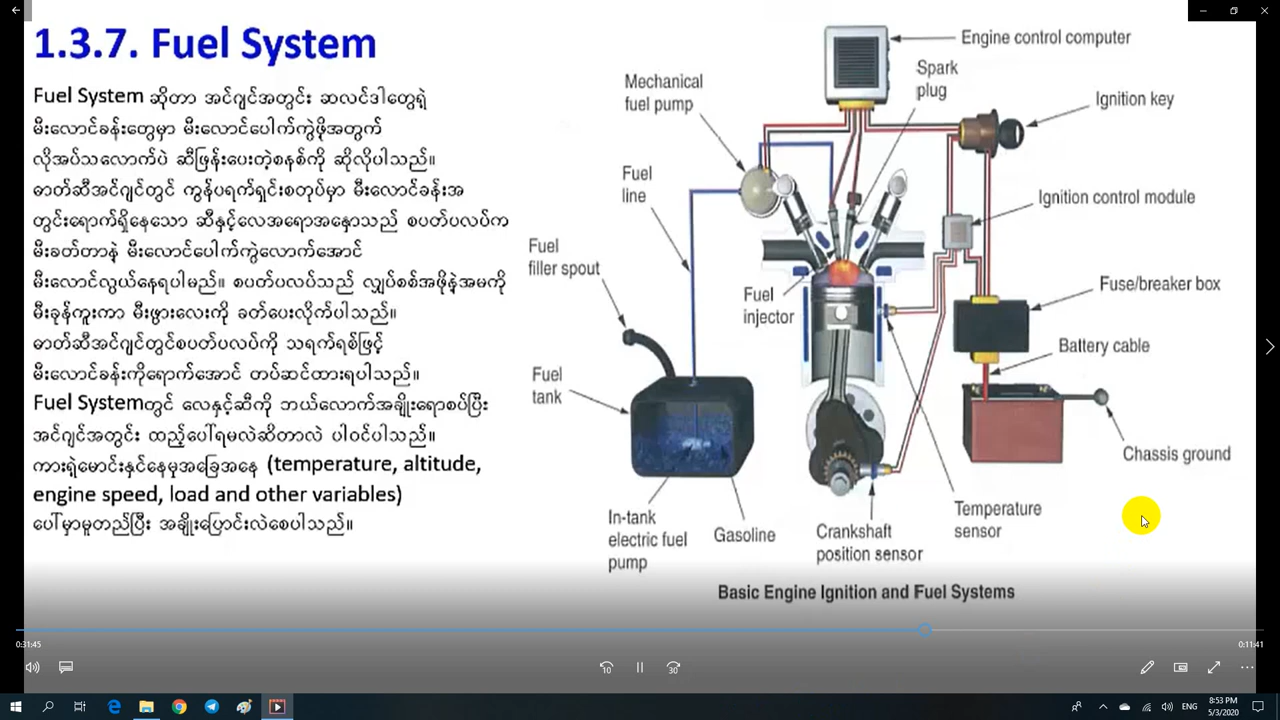 1.3.7. Fuel System
Fuel System ဆိုတာ အင်ဂျင်အတွင်း ဆလင်ဒါတွေရဲ့
မီးလောင်ခန်းတွေမှာ မီးလောင်ပေါက်ကွဲဖို့အတွက်
လိုအပ်သလောက်ပဲ ဆီဖြန်းပေးတဲ့စနစ်ကို ဆိုလိုပါသည်။
ဓာတ်ဆီအင်ဂျင်တွင် ကွန်ပရက်ရှင်းစတုပ်မှာ မီးလောင်ခန်းအ
တွင်းရောက်ရှိနေသော ဆီနှင့်လေအရောအနှောသည် စပတ်ပလပ်က
မီးခတ်တာနဲ့ မီးလောင်ပေါက်ကွဲလောက်အောင်
မီးလောင်လွယ်နေရပါမည်။ စပတ်ပလပ်သည် လျှပ်စစ်အဖိုနဲ့အမကို
မီးခုန်ကူးကာ မီးဖွားလေးကို ခတ်ပေးလိုက်ပါသည်။
ဓာတ်ဆီအင်ဂျင်တွင်စပတ်ပလပ်ကို သရက်ရစ်ဖြင့်
မီးလောင်ခန်းကိုရောက်အောင် တပ်ဆင်ထားရပါသည်။
Fuel Systemတွင် လေနှင့်ဆီကို ဘယ်လောက်အချိုးရောစပ်ပြီး
အင်ဂျင်အတွင်း ထည့်ပေါ်ရမလဲဆိုတာလဲ ပါဝင်ပါသည်။
ကားရဲ့မောင်းနှင်နေမှုအခြေအနေ (temperature, altitude,
engine speed, load and other variables)
ပေါ်မှာမူတည်ပြီး အချိုးပြောင်းလဲစေပါသည်။
Engine control computer
Mechanical
fuel pump
Spark
plug
Ignition key
Fuel
line
Ignition control module
Fuel
filler spout
Fuel
injector
Fuse/breaker box
Battery cable
Fuel
tank
Chassis ground
In-tank
electric fuel
pump
Gasoline
Crankshaft
position sensor
Temperature
sensor
Basic Engine Ignition and Fuel Systems
0:31:45
0:11:41
10
30
ENG
8:53 PM
5/3/2020